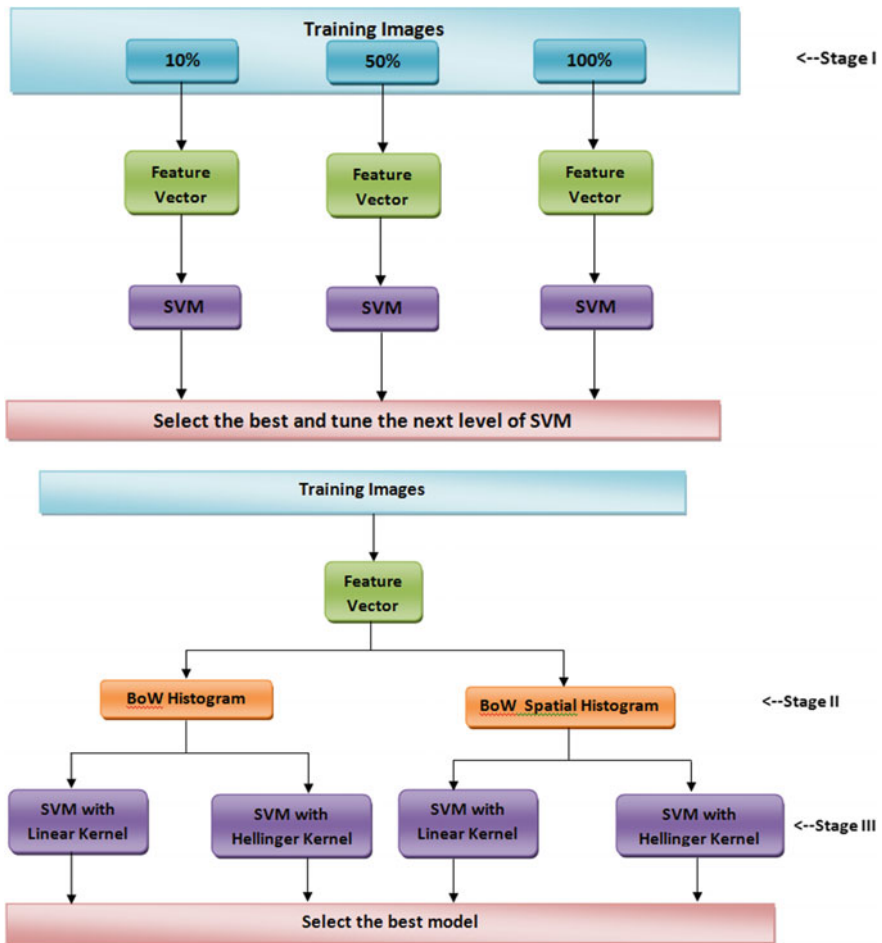 Training Images
10%
50%
100%
<--Stage I
Feature
Vector
Feature
Vector
Feature
Vector
SVM
SVM
SVM
Select the best and tune the next level of SVM
Training Images
Feature
Vector
BoW Histogram
BoW Spatial Histogram
<--Stage II
SVM with
Linear Kernel
SVM with
Hellinger Kernel
SVM with
Linear Kernel
SVM with
Hellinger Kernel
<--Stage III
Select the best model